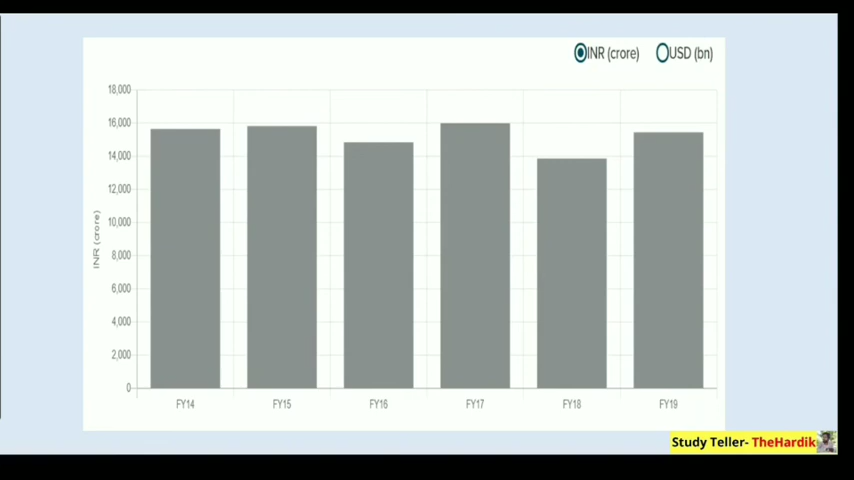 INR (crore) USD (bn)
18,000
16,000
14,000
12,000
10,000
8,000
6,000
4,000
2,000
0
INR (crore)
FY14 FY15 FY16 FY17 FY18 FY19
Study Teller- TheHardik